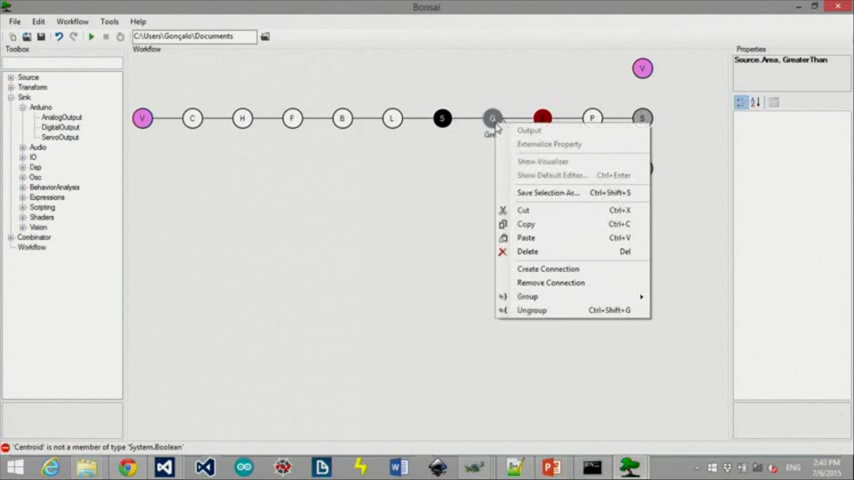 Bonsai
File Edit Workflow Tools Help
C:\Users\Gonçalo\Documents
Toolbox
Workflow
Properties
Source
Transform
Sink
Arduino
AnalogOutput
DigitalOutput
ServoOutput
Audio
IO
Dsp
Osc
BehaviorAnalysis
Expressions
Scripting
Shaders
Vision
Combinator
Workflow
Source.Area, GreaterThan
V
V C H F B L S G P S
Output
Externalize Property
Show Visualizer
Show Default Editor... Ctrl+Enter
Save Selection As... Ctrl+Shift+S
Cut Ctrl+X
Copy Ctrl+C
Paste Ctrl+V
Delete Del
Create Connection
Remove Connection
Group
Ungroup Ctrl+Shift+G
'Centroid' is not a member of type 'System.Boolean'
ENG
2:43 PM
7/6/2015